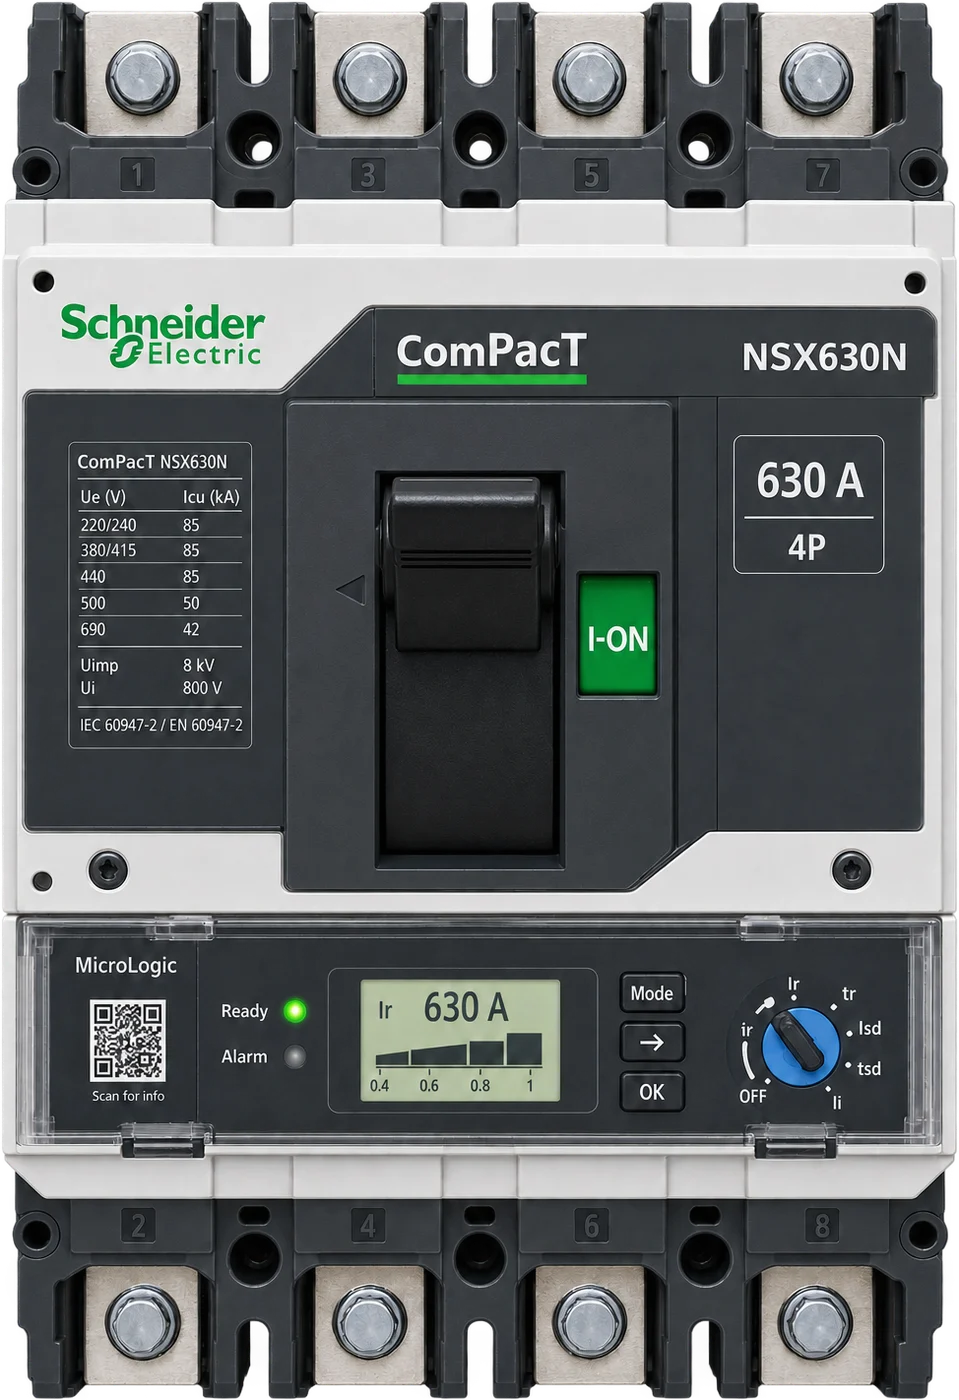 1 3 5 7
Schneider
Electric
ComPacT
NSX630N
ComPacT NSX630N
Ue (V) Icu (kA)
220/240 85
380/415 85
440 85
500 50
690 42
Uimp 8 kV
Ui 800 V
IEC 60947-2 / EN 60947-2
I-ON
630 A
4P
MicroLogic
Scan for info
Ready
Alarm
Ir 630 A
0.4 0.6 0.8 1
Mode
→
OK
Ir
tr
Isd
tsd
Ii
OFF
ir
2 4 6 8